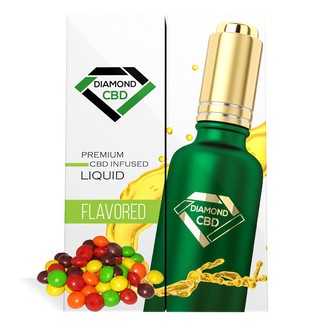 DIAMOND
CBD
PREMIUM
CBD INFUSED
LIQUID
FLAVORED
DIAMOND
CBD